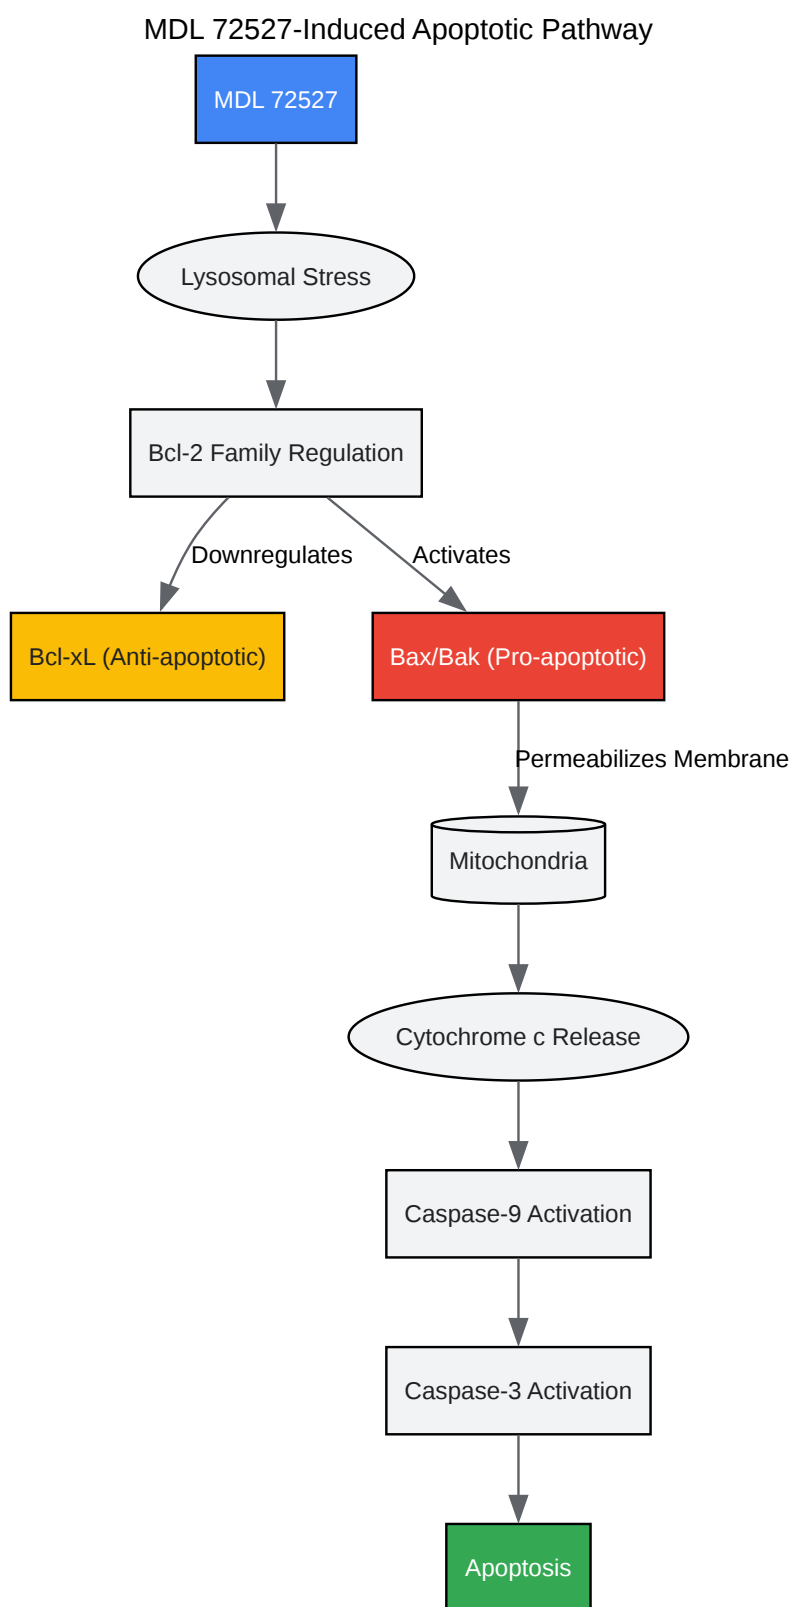 MDL 72527-Induced Apoptotic Pathway
MDL 72527
Lysosomal Stress
Bcl-2 Family Regulation
Downregulates
Activates
Bcl-xL (Anti-apoptotic)
Bax/Bak (Pro-apoptotic)
Permeabilizes Membrane
Mitochondria
Cytochrome c Release
Caspase-9 Activation
Caspase-3 Activation
Apoptosis